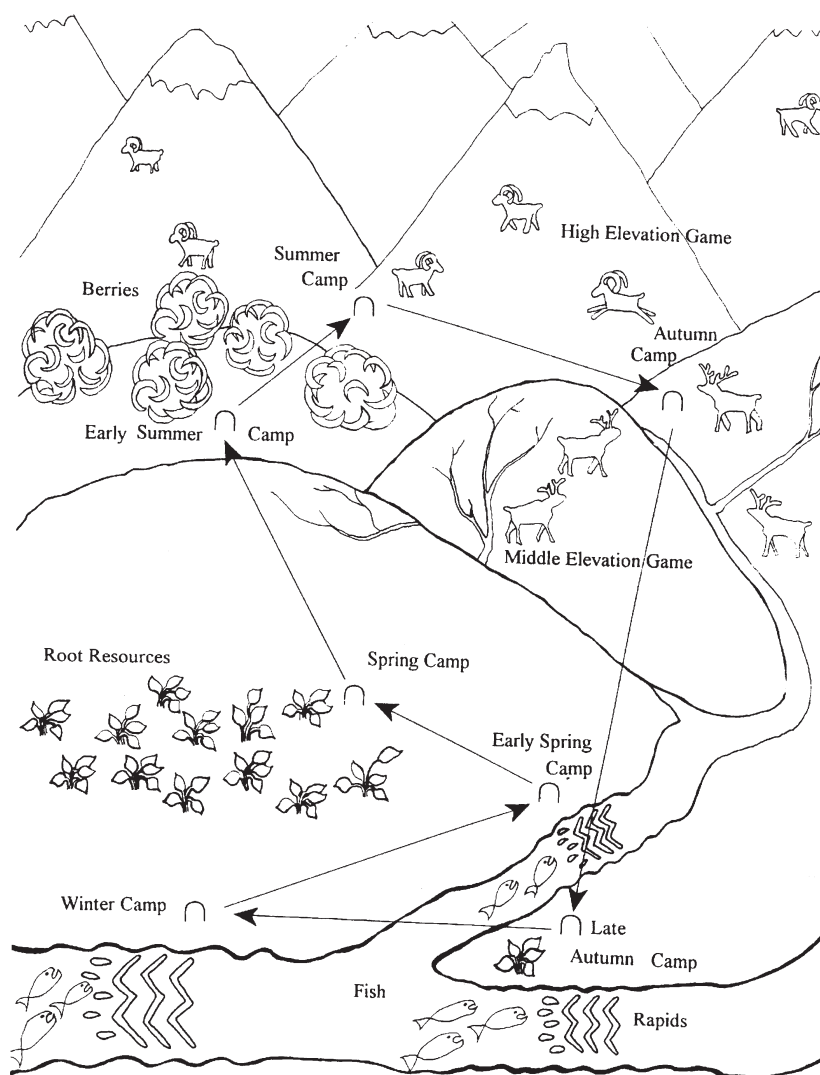 High Elevation Game
Summer
Camp
Berries
Autumn
Camp
Early Summer Camp
Middle Elevation Game
Root Resources
Spring Camp
Early Spring
Camp
Winter Camp
Late
Autumn Camp
Fish
Rapids